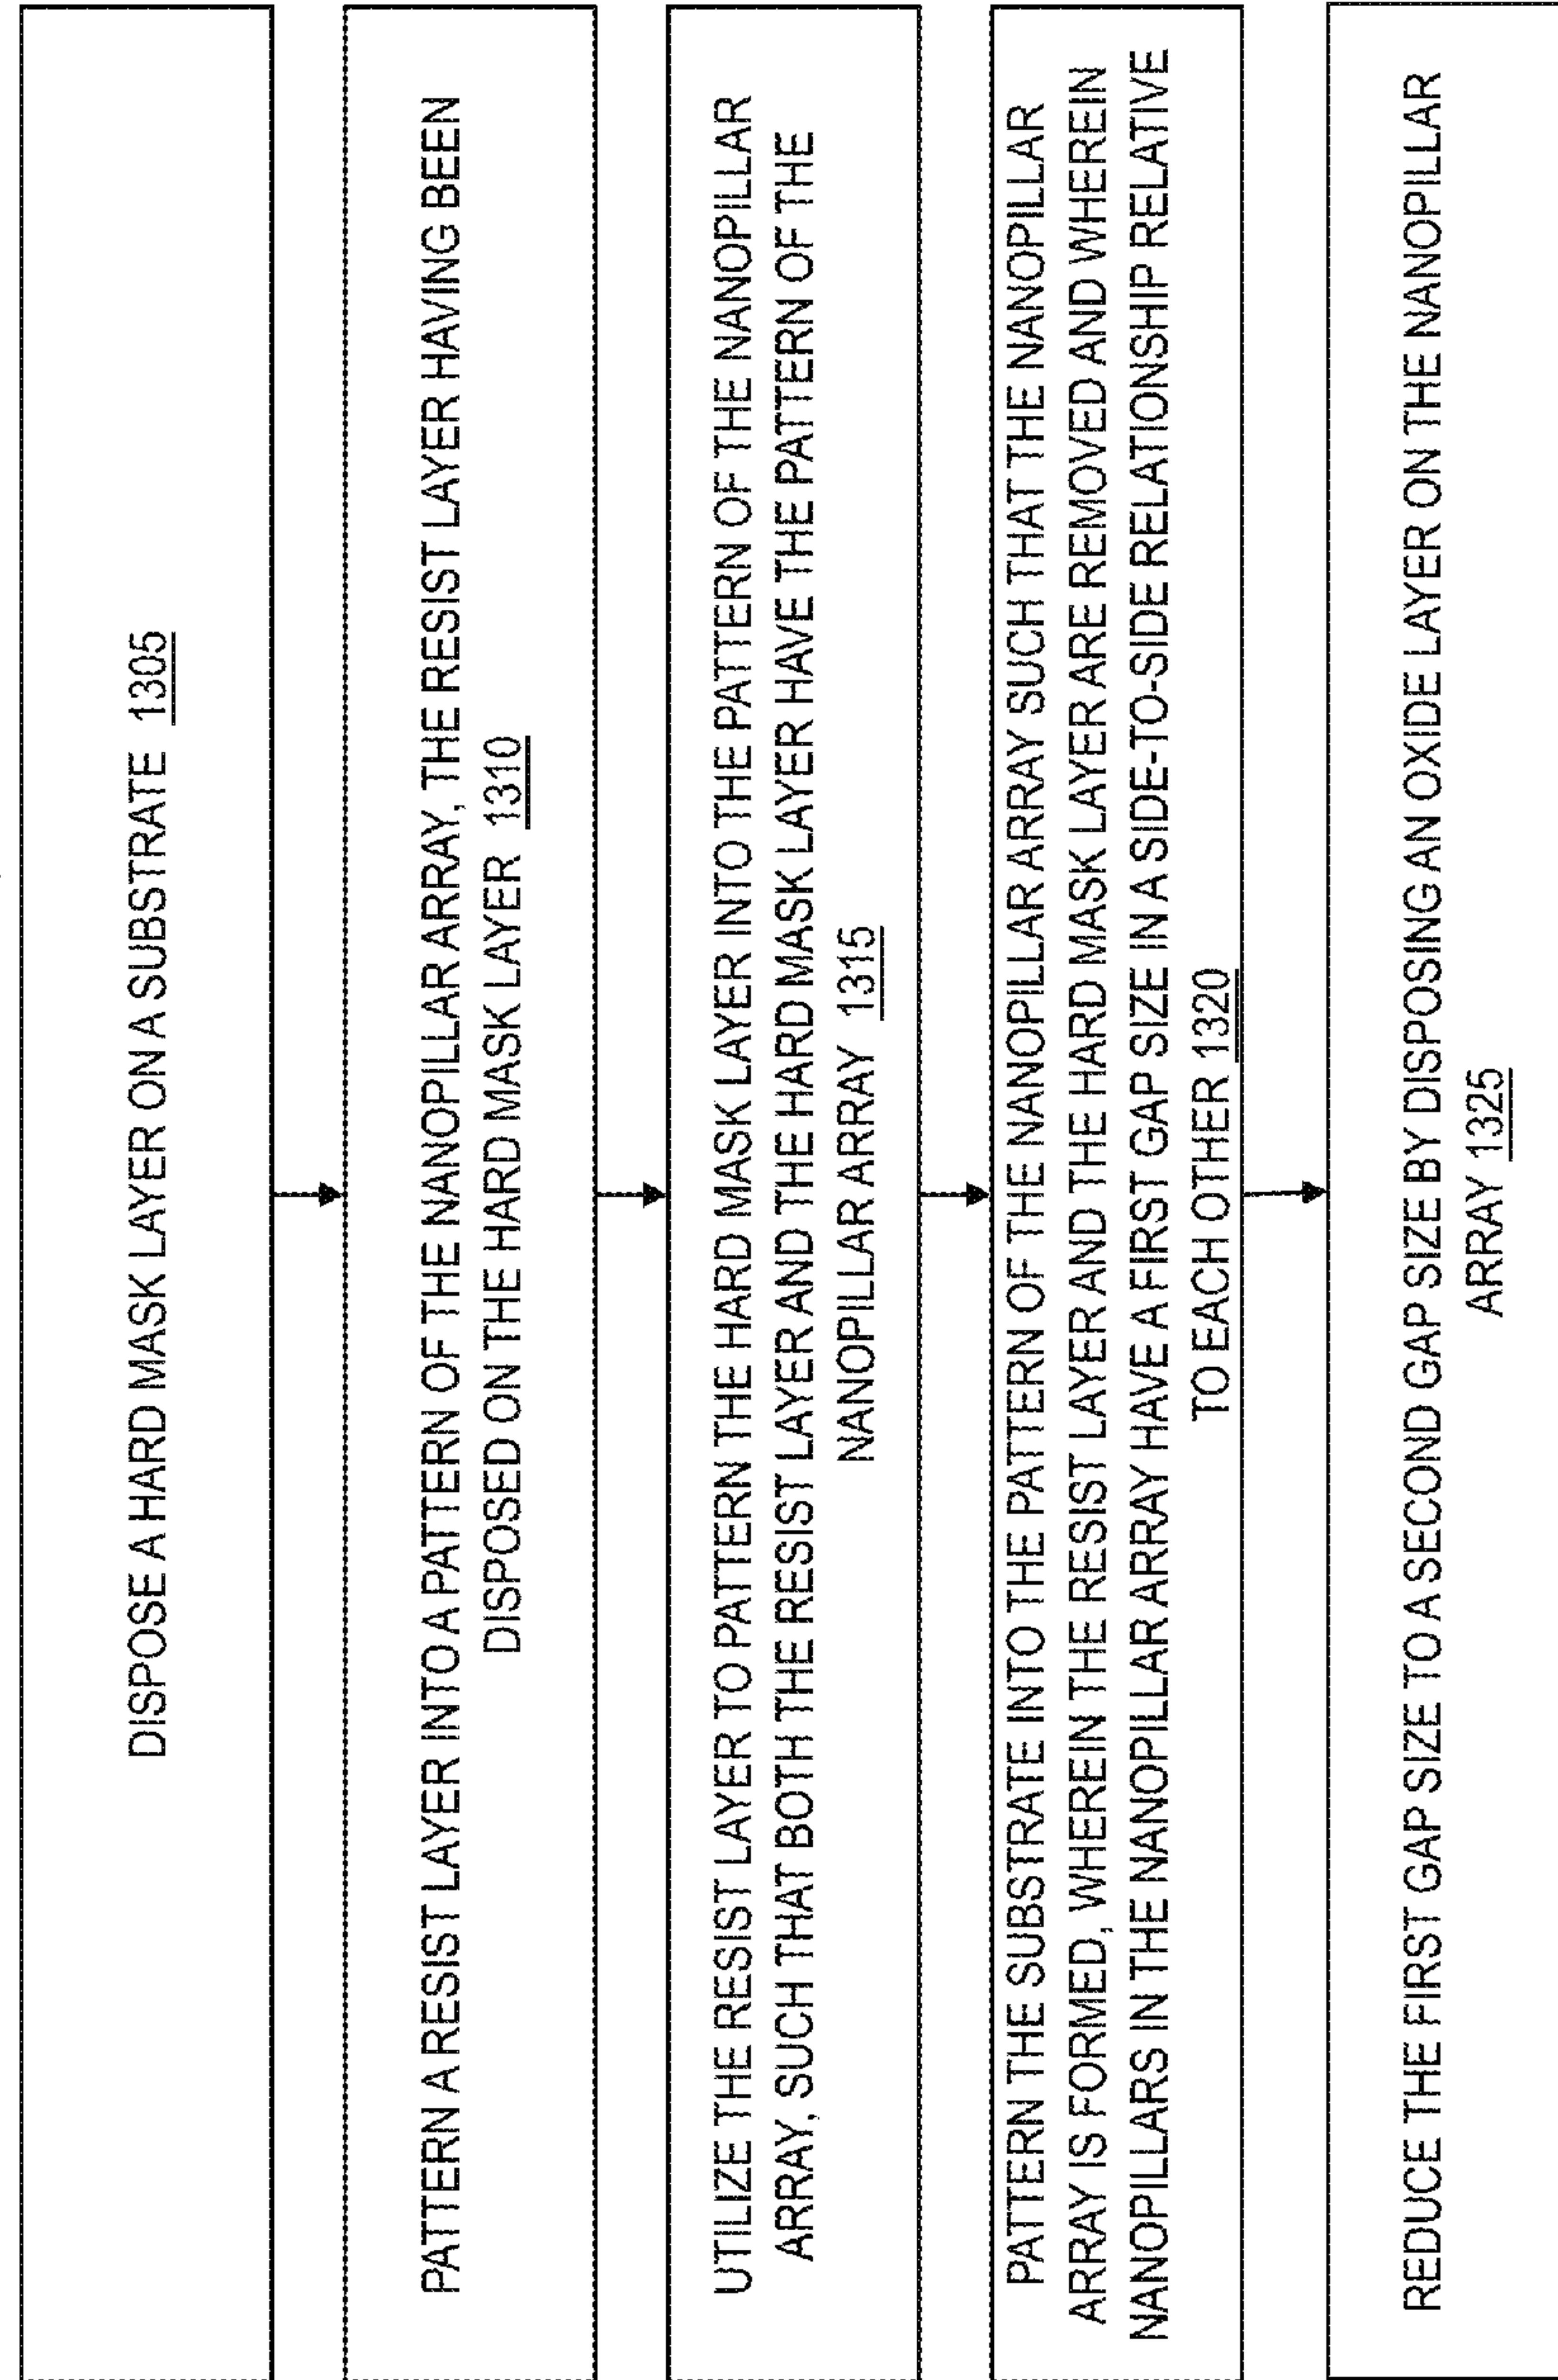 DISPOSE A HARD MASK LAYER ON A SUBSTRATE 1305
PATTERN A RESIST LAYER INTO A PATTERN OF THE NANOPILLAR ARRAY, THE RESIST LAYER HAVING BEEN
DISPOSED ON THE HARD MASK LAYER 1310
UTILIZE THE RESIST LAYER TO PATTERN THE HARD MASK LAYER INTO THE PATTERN OF THE NANOPILLAR
ARRAY, SUCH THAT BOTH THE RESIST LAYER AND THE HARD MASK LAYER HAVE THE PATTERN OF THE
NANOPILLAR ARRAY 1315
PATTERN THE SUBSTRATE INTO THE PATTERN OF THE NANOPILLAR ARRAY SUCH THAT THE NANOPILLAR
ARRAY IS FORMED, WHEREIN THE RESIST LAYER AND THE HARD MASK LAYER ARE REMOVED AND WHEREIN
NANOPILLARS IN THE NANOPILLAR ARRAY HAVE A FIRST GAP SIZE IN A SIDE-TO-SIDE RELATIONSHIP RELATIVE
TO EACH OTHER 1320
REDUCE THE FIRST GAP SIZE TO A SECOND GAP SIZE BY DISPOSING AN OXIDE LAYER ON THE NANOPILLAR
ARRAY 1325